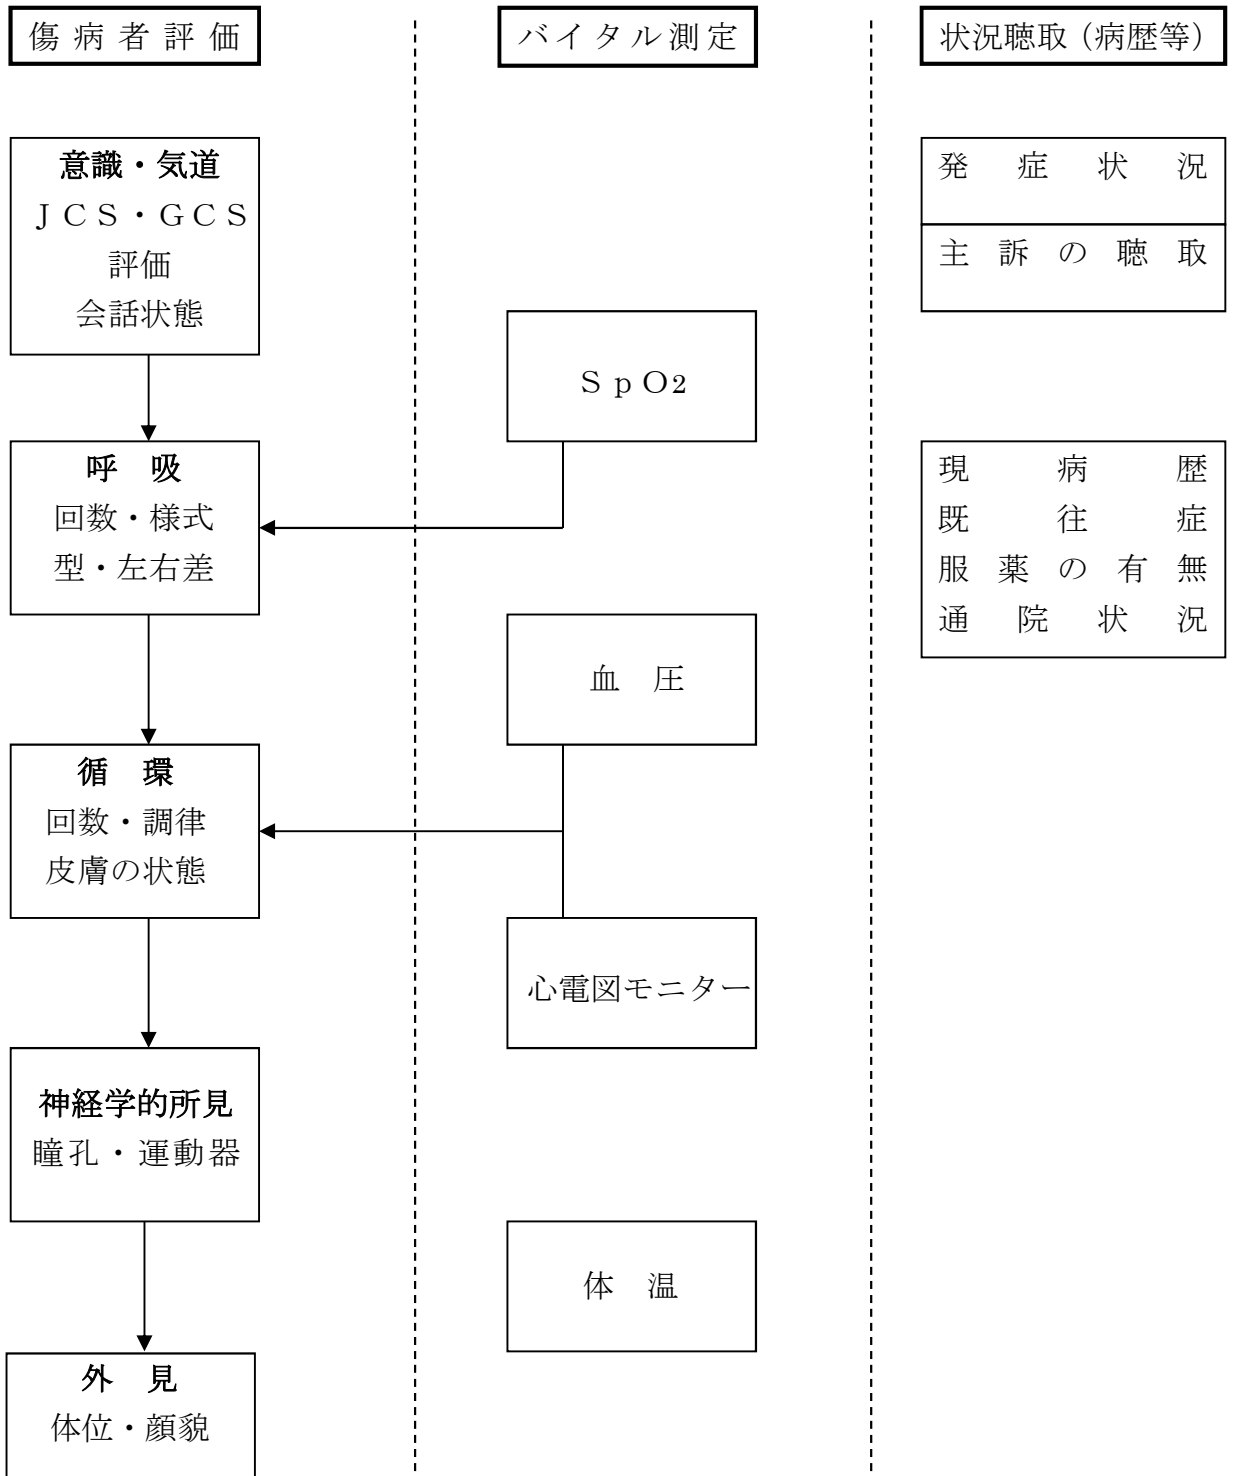 傷病者評価
バイタル測定
状況聴取（病歴等）
意識・気道
ＪＣＳ・ＧＣＳ
評価
会話状態
呼　吸
回数・様式
型・左右差
循　環
回数・調律
皮膚の状態
神経学的所見
瞳孔・運動器
外　見
体位・顔貌
ＳｐＯ2
血　圧
心電図モニター
体　温
発症状況
主訴の聴取
現病歴
既往症
服薬の有無
通院状況